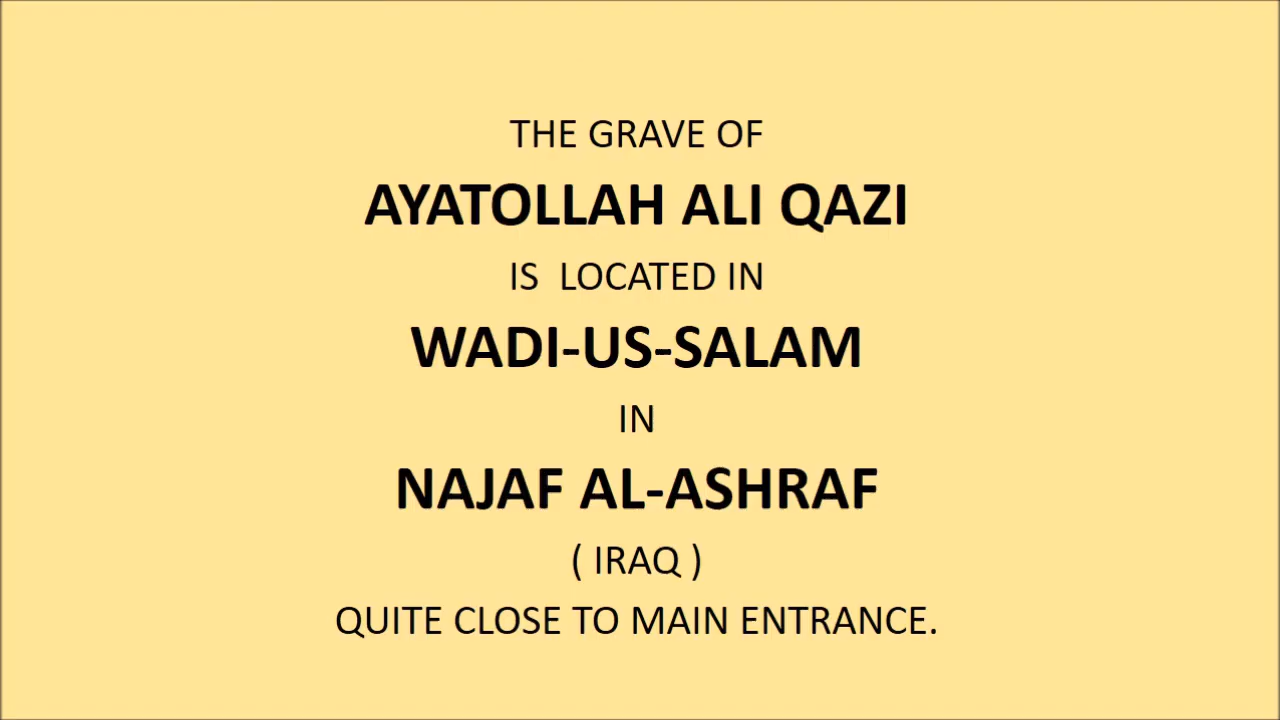 THE GRAVE OF
AYATOLLAH ALI QAZI
IS  LOCATED IN
WADI-US-SALAM
IN
NAJAF AL-ASHRAF
( IRAQ )
QUITE CLOSE TO MAIN ENTRANCE.